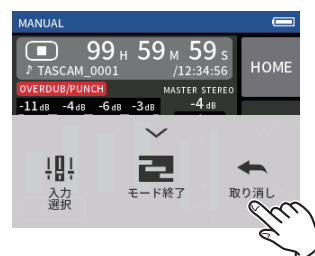 MANUAL
99 H 59 M 59 S
♪ TASCAM_0001 /12:34:56
HOME
OVERDUB/PUNCH MASTER STEREO
-11 dB -4 dB -6 dB -3 dB -4 dB
入力
選択
モード終了
取り消し